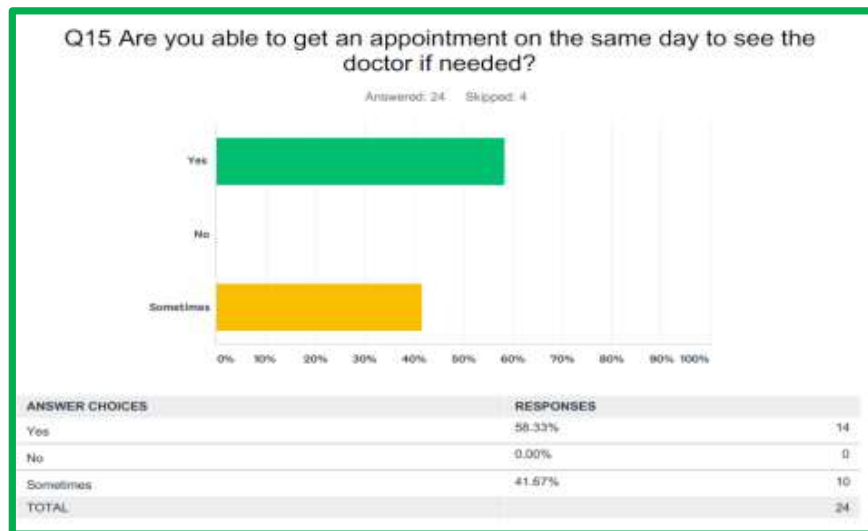 Q15 Are you able to get an appointment on the same day to see the
doctor if needed?
Answered: 24 Skipped: 4
Yes
No
Sometimes
0% 10% 20% 30% 40% 50% 60% 70% 80% 90% 100%
ANSWER CHOICES RESPONSES
Yes 58.33% 14
No 0.00% 0
Sometimes 41.67% 10
TOTAL 24